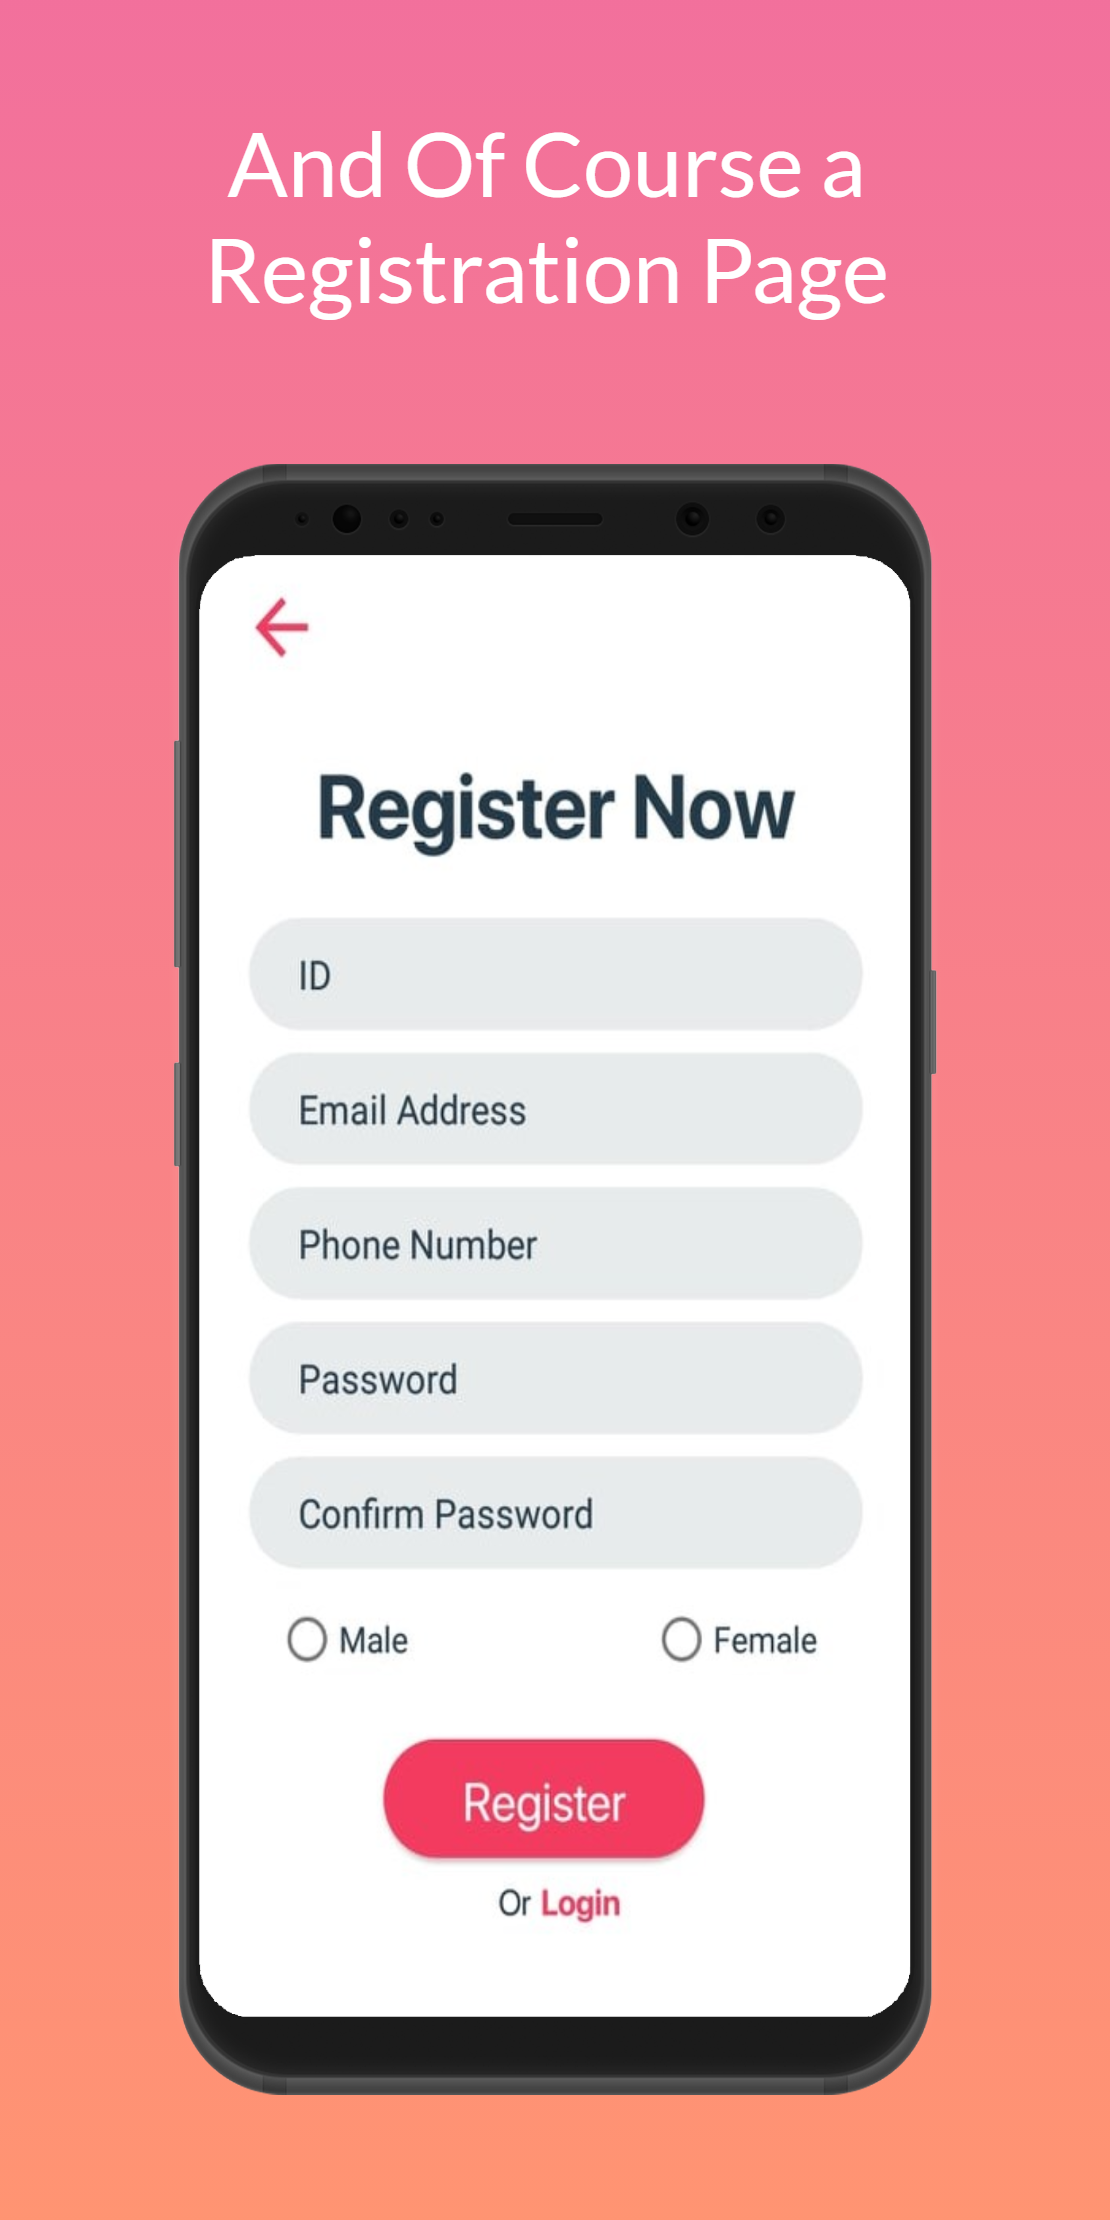 And Of Course a
Registration Page
Register Now
ID
Email Address
Phone Number
Password
Confirm Password
Male Female
Register
Or Login